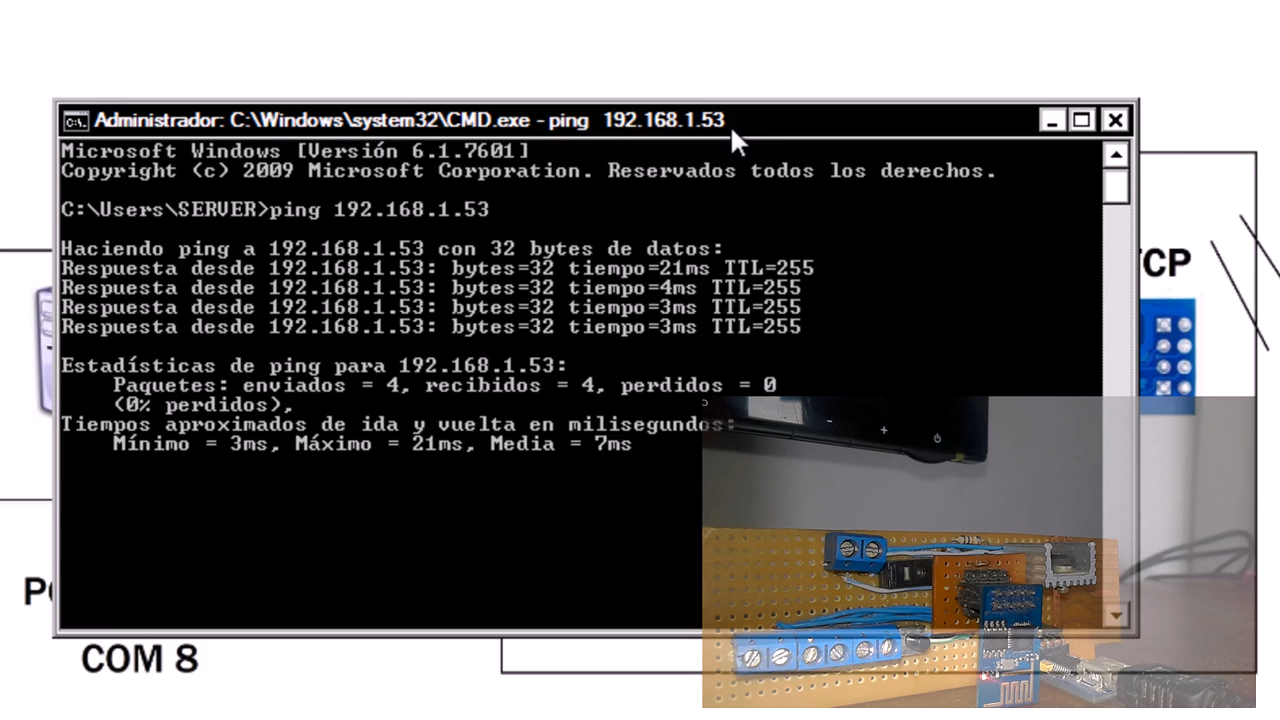 Administrador: C:\Windows\system32\CMD.exe - ping 192.168.1.53
Microsoft Windows [Versión 6.1.7601]
Copyright (c) 2009 Microsoft Corporation. Reservados todos los derechos.
C:\Users\SERVER>ping 192.168.1.53
Haciendo ping a 192.168.1.53 con 32 bytes de datos:
Respuesta desde 192.168.1.53: bytes=32 tiempo=21ms TTL=255
Respuesta desde 192.168.1.53: bytes=32 tiempo=4ms TTL=255
Respuesta desde 192.168.1.53: bytes=32 tiempo=3ms TTL=255
Respuesta desde 192.168.1.53: bytes=32 tiempo=3ms TTL=255
Estadísticas de ping para 192.168.1.53:
Paquetes: enviados = 4, recibidos = 4, perdidos = 0
(0% perdidos),
Tiempos aproximados de ida y vuelta en milisegundos:
Mínimo = 3ms, Máximo = 21ms, Media = 7ms
COM 8